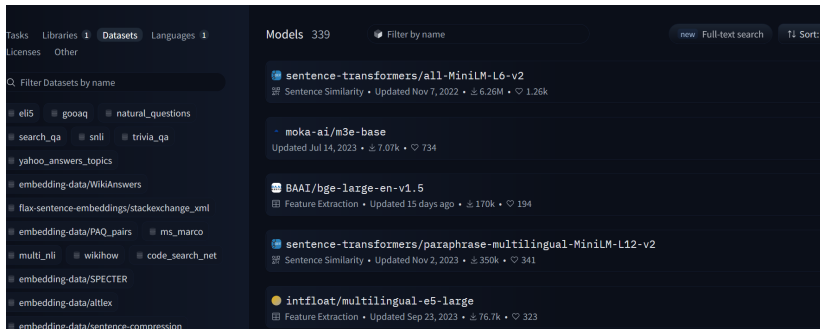 Tasks Libraries 1 Datasets Languages 1
Licenses Other
Filter Datasets by name
eli5 gooaq natural_questions
search_qa snli trivia_qa
yahoo_answers_topics
embedding-data/WikiAnswers
flax-sentence-embeddings/stackexchange_xml
embedding-data/PAQ_pairs ms_marco
multi_nli wikihow code_search_net
embedding-data/SPECTER
embedding-data/altlex
embedding-data/sentence-compression
Models 339 Filter by name new Full-text search ↑↓ Sort:
sentence-transformers/all-MiniLM-L6-v2
Sentence Similarity • Updated Nov 7, 2022 • 6.26M • 1.26k
moka-ai/m3e-base
Updated Jul 14, 2023 • 7.07k • 734
BAAI/bge-large-en-v1.5
Feature Extraction • Updated 15 days ago • 170k • 194
sentence-transformers/paraphrase-multilingual-MiniLM-L12-v2
Sentence Similarity • Updated Nov 2, 2023 • 350k • 341
intfloat/multilingual-e5-large
Feature Extraction • Updated Sep 23, 2023 • 76.7k • 323